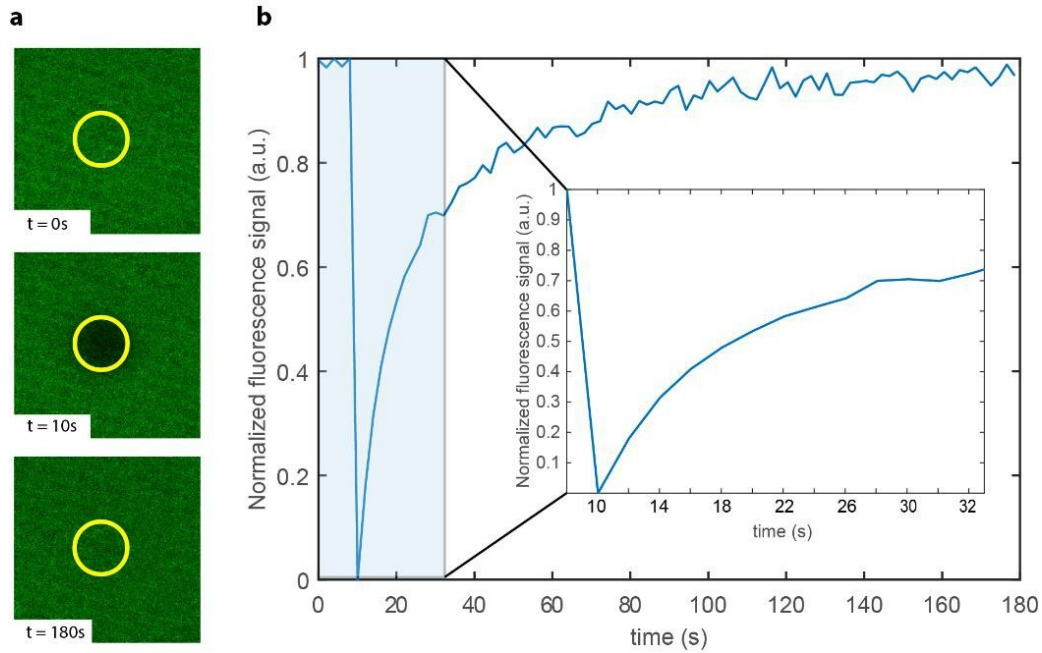 a
t = 0s
t = 10s
t = 180s
b
Normalized fluorescence signal (a.u.)
1
0.8
0.6
0.4
0.2
0
0 20 40 60 80 100 120 140 160 180
time (s)
Normalized fluorescence signal (a.u.)
1
0.9
0.8
0.7
0.6
0.5
0.4
0.3
0.2
0.1
10 14 18 22 26 30 32
time (s)